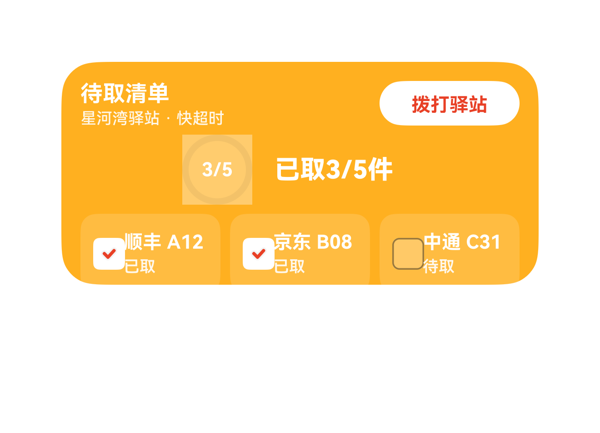 待取清单
拨打驿站
星河湾驿站 · 快超时
3/5
已取3/5件
顺丰 A12
已取
京东 B08
已取
中通 C31
待取